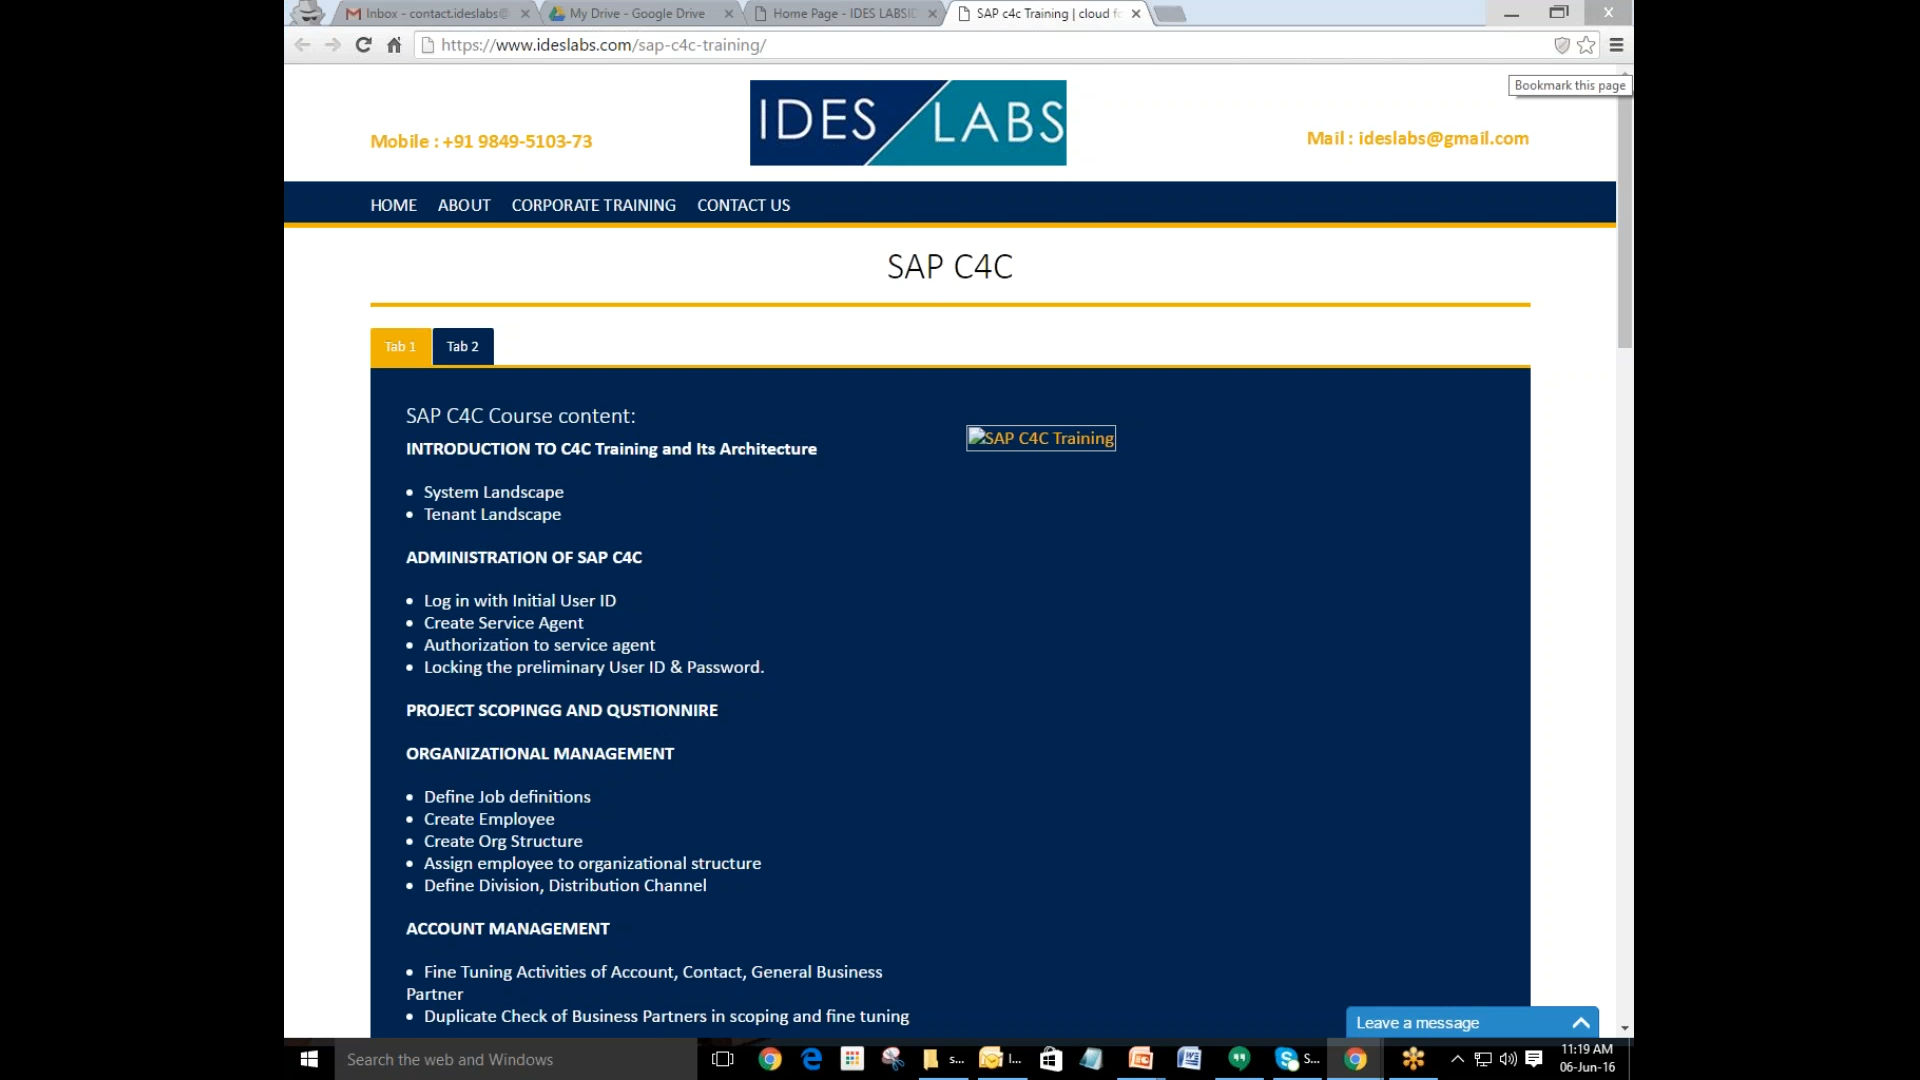 Inbox - contact.ideslabs@
My Drive - Google Drive
Home Page - IDES LABSID
SAP c4c Training | cloud f
https://www.ideslabs.com/sap-c4c-training/
Bookmark this page
Mobile : +91 9849-5103-73
IDES LABS
Mail : ideslabs@gmail.com
HOME ABOUT CORPORATE TRAINING CONTACT US
SAP C4C
Tab 1
Tab 2
SAP C4C Course content:
INTRODUCTION TO C4C Training and Its Architecture
SAP C4C Training
• System Landscape
• Tenant Landscape
ADMINISTRATION OF SAP C4C
• Log in with Initial User ID
• Create Service Agent
• Authorization to service agent
• Locking the preliminary User ID & Password.
PROJECT SCOPINGG AND QUSTIONNIRE
ORGANIZATIONAL MANAGEMENT
• Define Job definitions
• Create Employee
• Create Org Structure
• Assign employee to organizational structure
• Define Division, Distribution Channel
ACCOUNT MANAGEMENT
• Fine Tuning Activities of Account, Contact, General Business
Partner
• Duplicate Check of Business Partners in scoping and fine tuning
Leave a message
Search the web and Windows
s...
I...
S...
11:19 AM
06-Jun-16